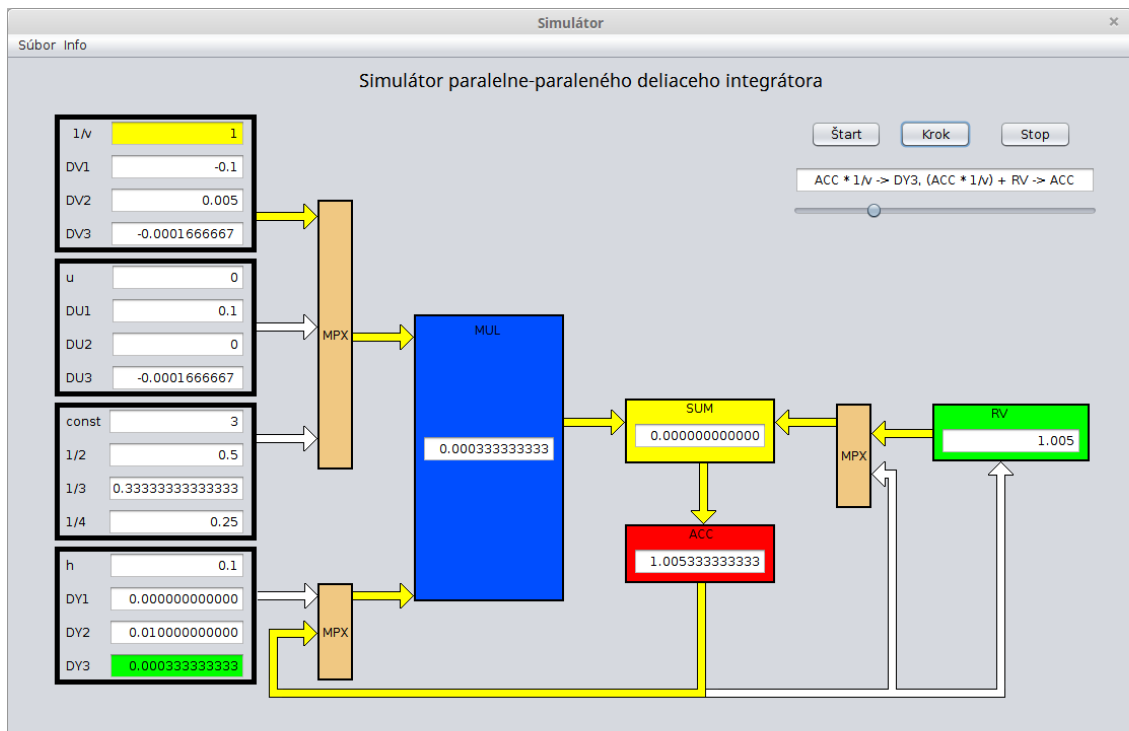 Simulátor
×
Súbor Info
Simulátor paralelne-paraleného deliaceho integrátora
1/v 1
DV1 -0.1
DV2 0.005
DV3 -0.0001666667
u 0
DU1 0.1
DU2 0
DU3 -0.0001666667
const 3
1/2 0.5
1/3 0.33333333333333
1/4 0.25
h 0.1
DY1 0.000000000000
DY2 0.010000000000
DY3 0.000333333333
MPX
MPX
MUL
0.000333333333
SUM
0.000000000000
ACC
1.005333333333
MPX
RV
1.005
Štart Krok Stop
ACC * 1/v -> DY3, (ACC * 1/v) + RV -> ACC